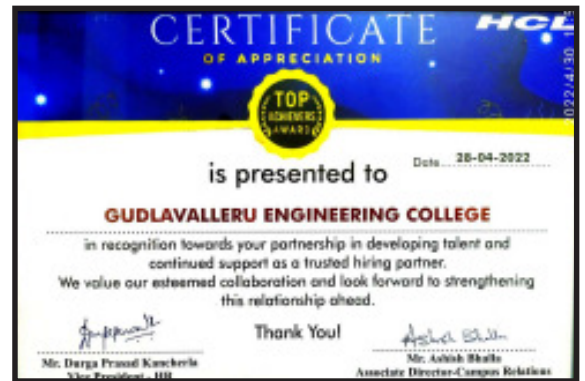 CERTIFICATE
HCL
OF APPRECIATION
TOP
ACHIEVERS
AWARD
is presented to
Date 28-04-2022
GUDLAVALLERU ENGINEERING COLLEGE
in recognition towards your partnership in developing talent and
continued support as a trusted hiring partner.
We value our esteemed collaboration and look forward to strengthening
this relationship ahead.
Thank You!
Mr. Durga Prasad Kancherla
Vice President - HR
Mr. Ashish Bhalla
Associate Director-Campus Relations
2022/4/30